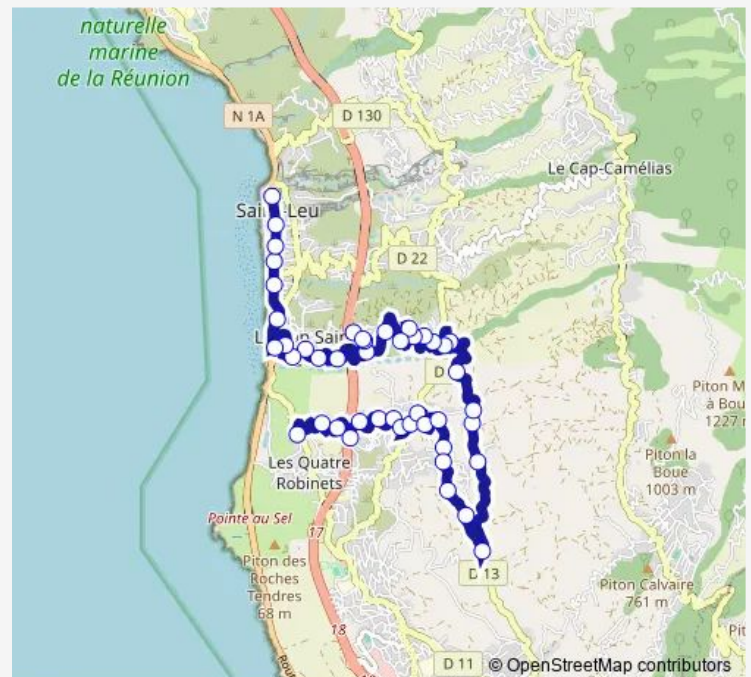 naturelle
marine
de la Réunion
N 1A
D 130
Le Cap-Camélias
D 22
D
Piton M
à Bou
1227
Piton la
Boue
1003 m
Les Quatre
Robinets
Pointe au Sel
17
Piton des
Roches
Tendres
68 m
D 13
Piton Calvaire
761 m
Pit
18
D 11
© OpenStreetMap contributors